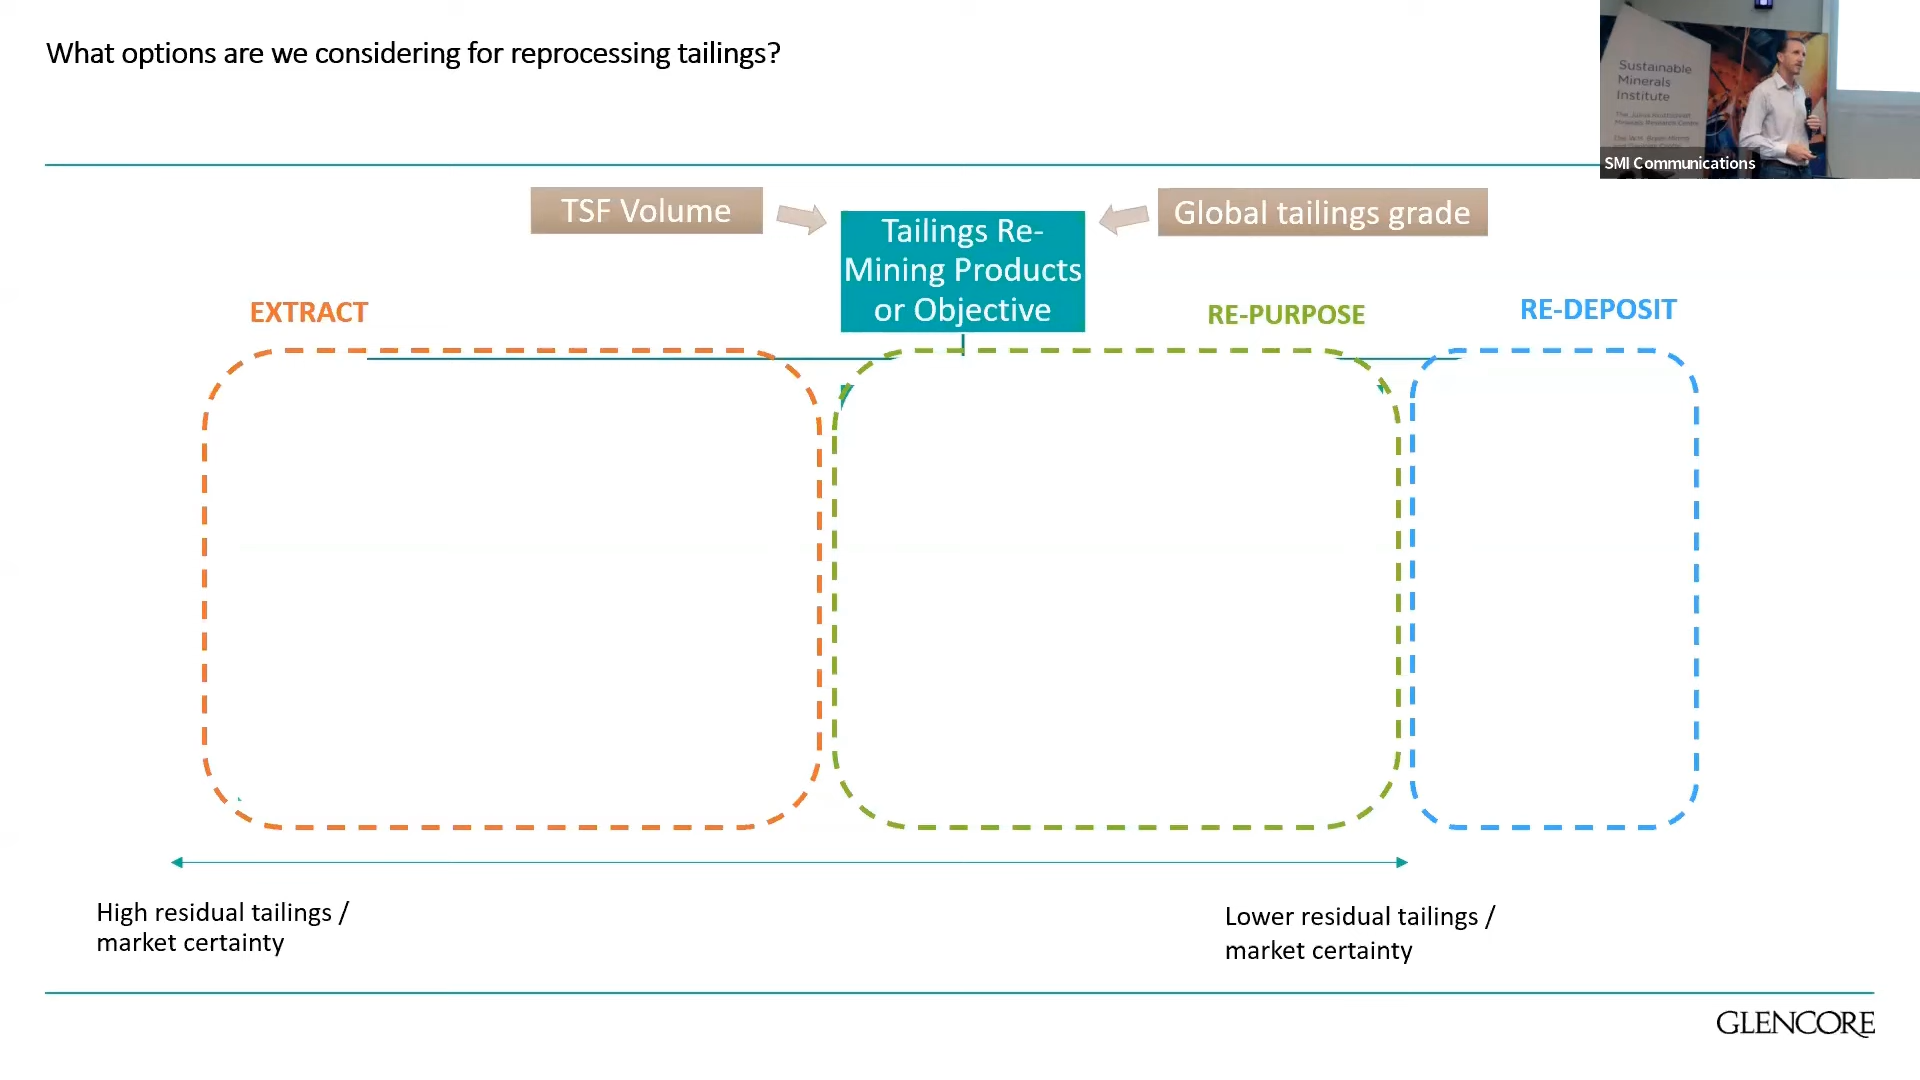 What options are we considering for reprocessing tailings?
Sustainable
Minerals
Institute
SMI Communications
TSF Volume
Global tailings grade
Tailings Re-
Mining Products
or Objective
EXTRACT
RE-PURPOSE
RE-DEPOSIT
High residual tailings /
market certainty
Lower residual tailings /
market certainty
GLENCORE